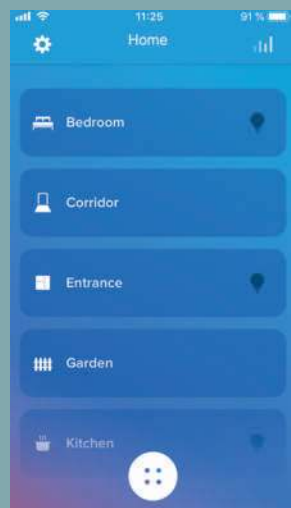 11:25
91 %
Home
Bedroom
Corridor
Entrance
Garden
Kitchen